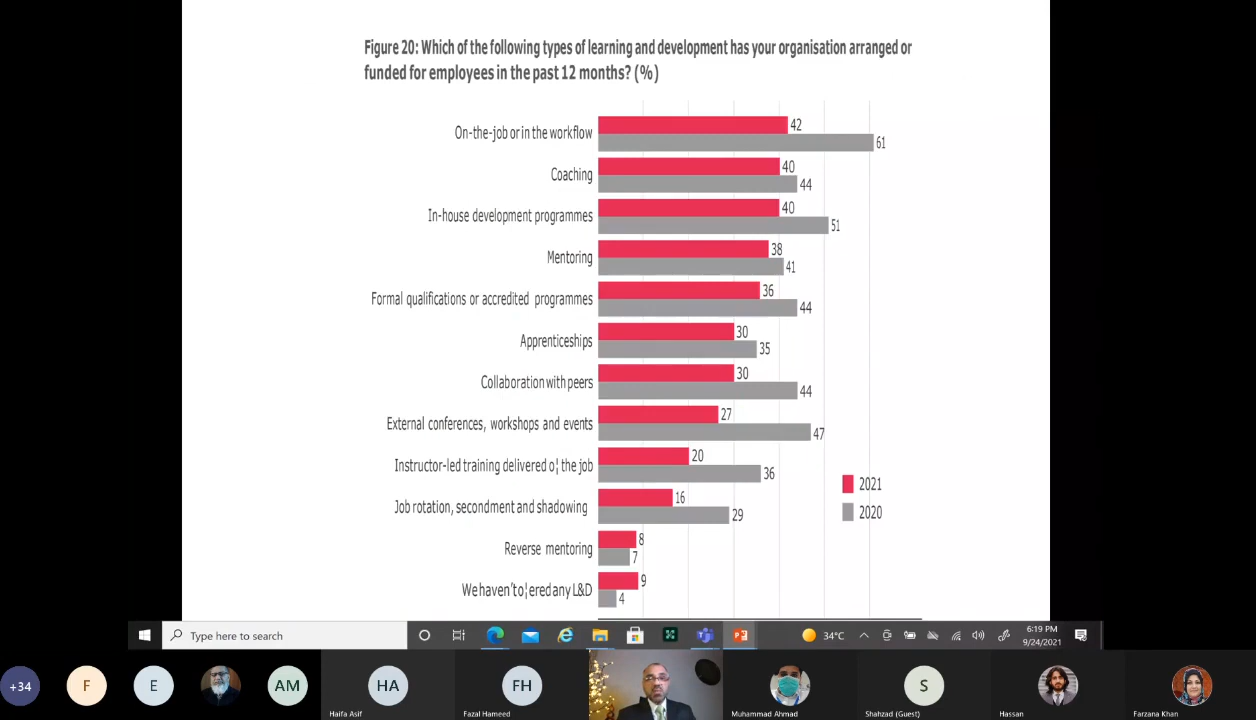 Figure 20: Which of the following types of learning and development has your organisation arranged or
funded for employees in the past 12 months? (%)
On-the-job or in the workflow
42
61
Coaching
40
44
In-house development programmes
40
51
Mentoring
38
41
Formal qualifications or accredited programmes
36
44
Apprenticeships
30
35
Collaboration with peers
30
44
External conferences, workshops and events
27
47
Instructor-led training delivered o¦ the job
20
36
Job rotation, secondment and shadowing
16
29
Reverse mentoring
8
7
We haven't o¦ered any L&D
9
4
2021
2020
Type here to search
34°C
6:19 PM
9/24/2021
+34
F
E
AM
HA
FH
S
Haifa Asif
Fazal Hameed
Muhammad Ahmad
Shahzad (Guest)
Hassan
Farzana Khan